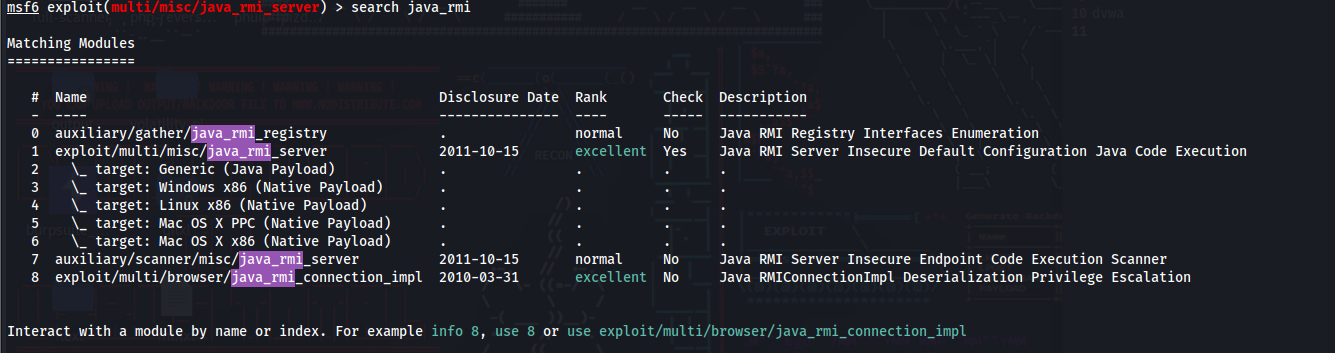 msf6 exploit(multi/misc/java_rmi_server) > search java_rmi
Matching Modules
================
#  Name                                       Disclosure Date  Rank       Check  Description
-  ----                                       ---------------  ----       -----  -----------
0  auxiliary/gather/java_rmi_registry         .                normal     No     Java RMI Registry Interfaces Enumeration
1  exploit/multi/misc/java_rmi_server         2011-10-15       excellent  Yes    Java RMI Server Insecure Default Configuration Java Code Execution
2    \_ target: Generic (Java Payload)        .                .          .      .
3    \_ target: Windows x86 (Native Payload)  .                .          .      .
4    \_ target: Linux x86 (Native Payload)    .                .          .      .
5    \_ target: Mac OS X PPC (Native Payload) .                .          .      .
6    \_ target: Mac OS X x86 (Native Payload) .                .          .      .
7  auxiliary/scanner/misc/java_rmi_server     2011-10-15       normal     No     Java RMI Server Insecure Endpoint Code Execution Scanner
8  exploit/multi/browser/java_rmi_connection_impl  2010-03-31  excellent  No     Java RMIConnectionImpl Deserialization Privilege Escalation
Interact with a module by name or index. For example info 8, use 8 or use exploit/multi/browser/java_rmi_connection_impl
10 dvwa
11
RECON
EXPLOIT